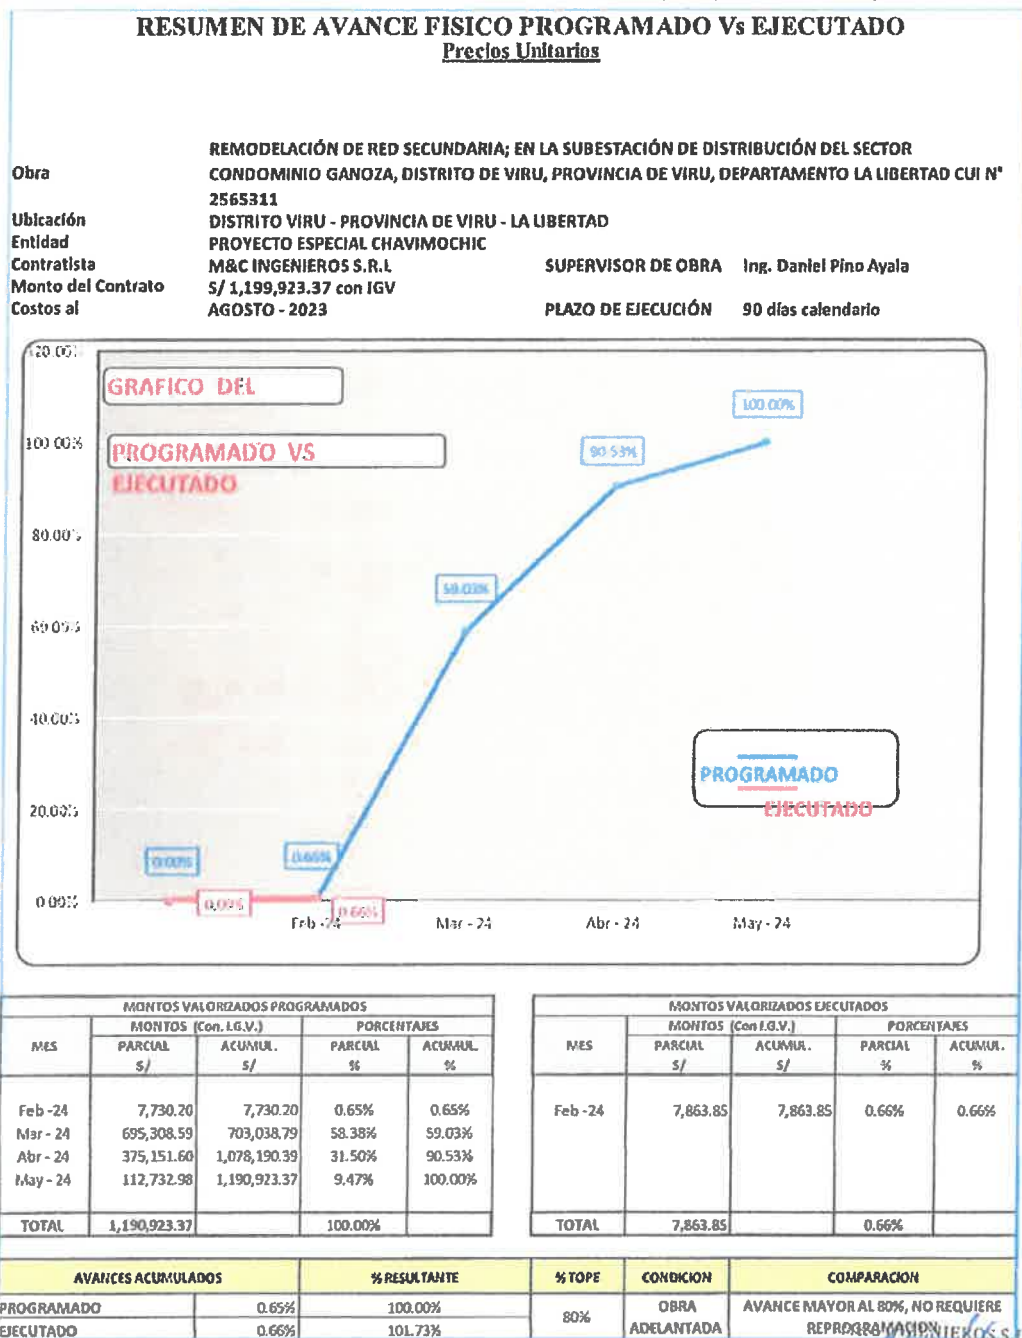 RESUMEN DE AVANCE FISICO PROGRAMADO Vs EJECUTADO
Precios Unitarios
Obra REMODELACIÓN DE RED SECUNDARIA; EN LA SUBESTACIÓN DE DISTRIBUCIÓN DEL SECTOR
CONDOMINIO GANOZA, DISTRITO DE VIRU, PROVINCIA DE VIRU, DEPARTAMENTO LA LIBERTAD CUI N°
2565311
Ubicación DISTRITO VIRU - PROVINCIA DE VIRU - LA LIBERTAD
Entidad PROYECTO ESPECIAL CHAVIMOCHIC
Contratista M&C INGENIEROS S.R.L SUPERVISOR DE OBRA Ing. Daniel Pino Ayala
Monto del Contrato S/ 1,199,923.37 con IGV
Costos al AGOSTO - 2023 PLAZO DE EJECUCIÓN 90 días calendario
120.00%
GRAFICO DEL
100.00%
100.00%
PROGRAMADO VS
90.53%
EJECUTADO
80.00%
59.03%
60.00%
40.00%
PROGRAMADO
EJECUTADO
20.00%
0.00% 0.66%
0.00% 0.00% 0.66%
Feb -24 Mar - 24 Abr - 24 May - 24
MONTOS VALORIZADOS PROGRAMADOS
MES MONTOS (Con. I.G.V.) PORCENTAJES
PARCIAL ACUMUL. PARCIAL ACUMUL.
S/ S/ % %
Feb -24 7,730.20 7,730.20 0.65% 0.65%
Mar - 24 695,308.59 703,038.79 58.38% 59.03%
Abr - 24 375,151.60 1,078,190.39 31.50% 90.53%
May - 24 112,732.98 1,190,923.37 9.47% 100.00%
TOTAL 1,190,923.37 100.00%
MONTOS VALORIZADOS EJECUTADOS
MES MONTOS (Con I.G.V.) PORCENTAJES
PARCIAL ACUMUL. PARCIAL ACUMUL.
S/ S/ % %
Feb -24 7,863.85 7,863.85 0.66% 0.66%
TOTAL 7,863.85 0.66%
AVANCES ACUMULADOS % RESULTANTE % TOPE CONDICION COMPARACION
PROGRAMADO 0.65% 100.00% 80% OBRA AVANCE MAYOR AL 80%, NO REQUIERE
EJECUTADO 0.66% 101.73% ADELANTADA REPROGRAMACION